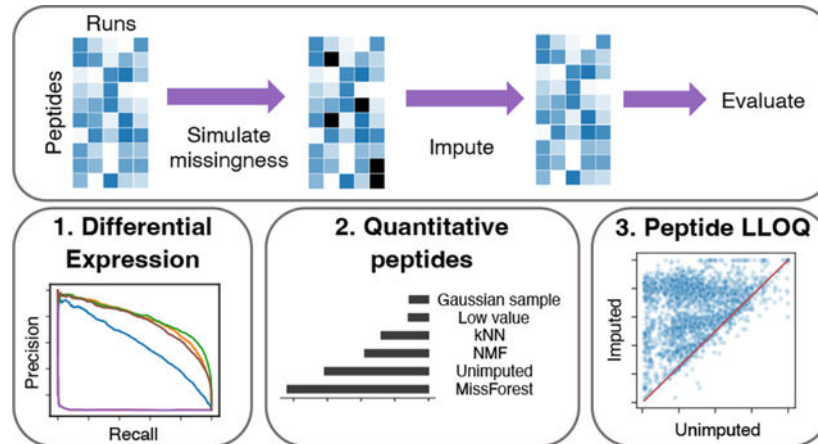 Runs
Peptides
Simulate
missingness
Impute
Evaluate
1. Differential
Expression
Precision
Recall
2. Quantitative
peptides
Gaussian sample
Low value
kNN
NMF
Unimputed
MissForest
3. Peptide LLOQ
Imputed
Unimputed